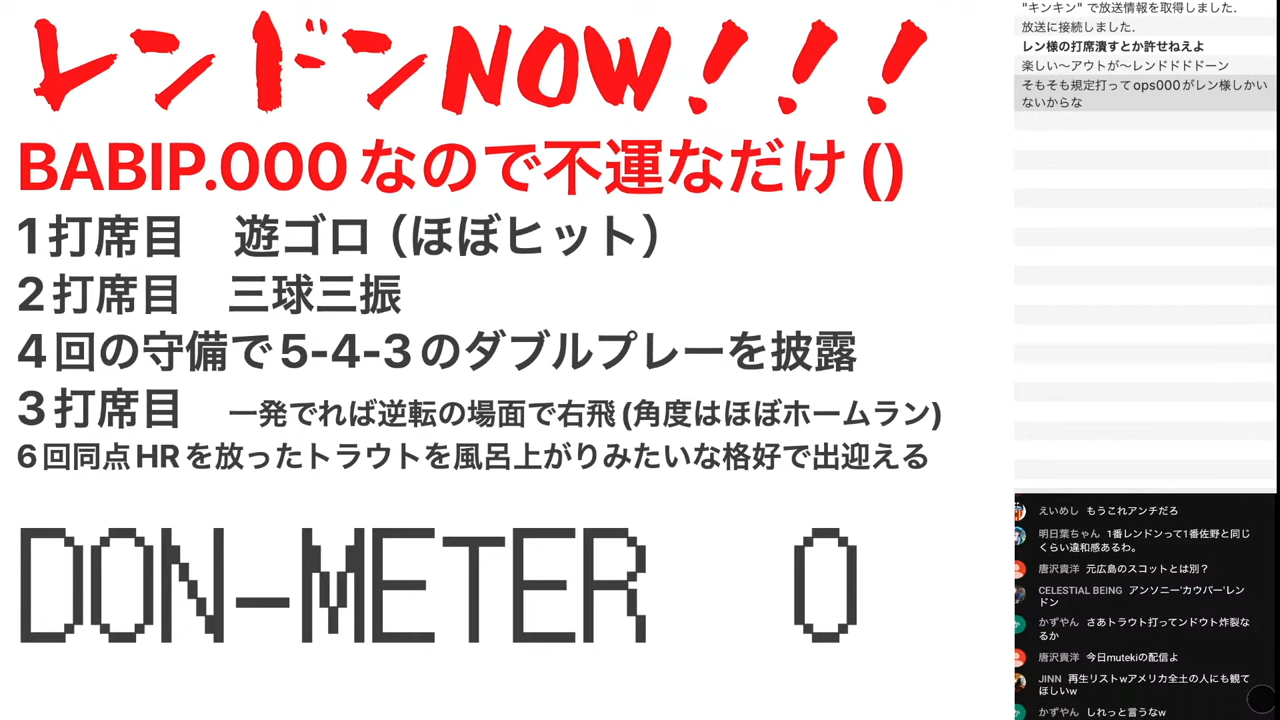 レンドンNOW!!!
BABIP.000なので不運なだけ()
1打席目　遊ゴロ（ほぼヒット）
2打席目　三球三振
4回の守備で5-4-3のダブルプレーを披露
3打席目　一発でれば逆転の場面で右飛(角度はほぼホームラン)
6回同点HRを放ったトラウトを風呂上がりみたいな格好で出迎える
DON-METER 0
"キンキン" で放送情報を取得しました.
放送に接続しました.
レン様の打席潰すとか許せねえよ
楽しい〜アウトが〜レンドドドドーン
そもそも規定打ってops000がレン様しかい
ないからな
えいめし もうこれアンチだろ
明日葉ちゃん 1番レンドンって1番佐野と同じ
くらい違和感あるわ。
唐沢貴洋 元広島のスコットとは別？
CELESTIAL BEING アンソニー'カウパー'レン
ドン
かずやん さあトラウト打ってンドウト炸裂な
るか
唐沢貴洋 今日mutekiの配信よ
JINN 再生リストwアメリカ全土の人にも観て
ほしいw
かずやん しれっと言うなw